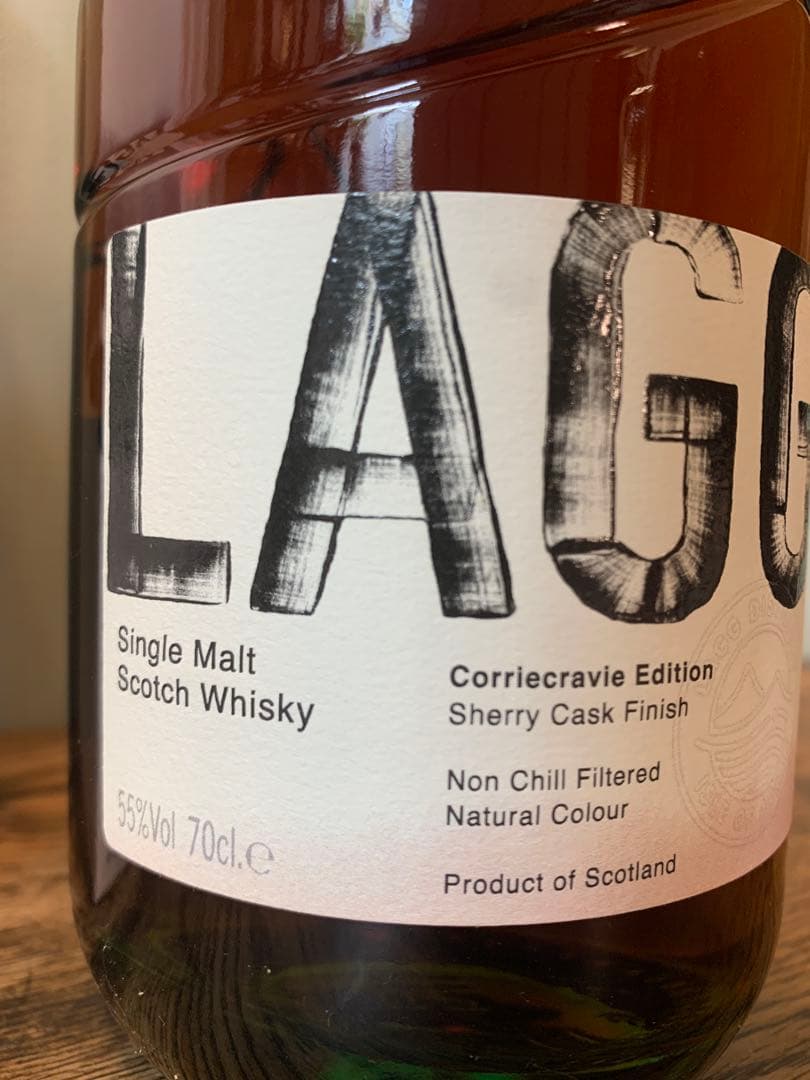 LAGG
Single Malt
Scotch Whisky
55%Vol 70cl.e
Corriecravie Edition
Sherry Cask Finish
Non Chill Filtered
Natural Colour
Product of Scotland